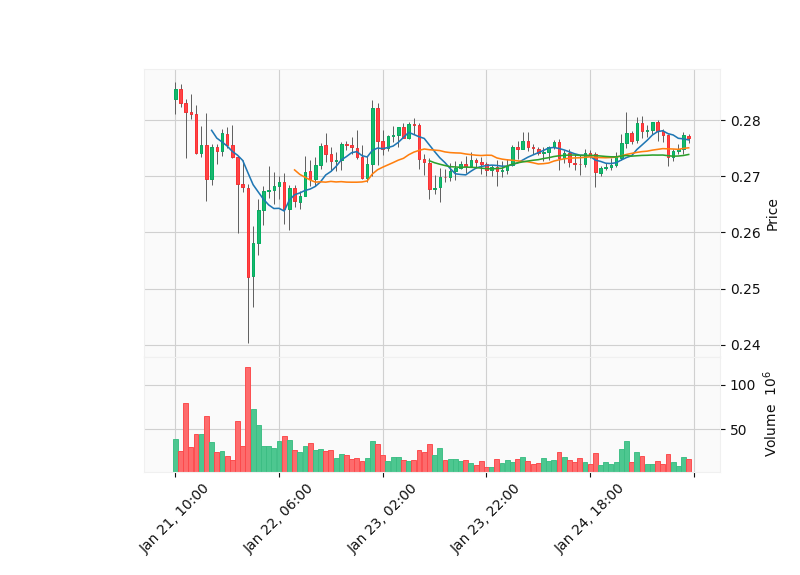 0.28
0.27
0.26
0.25
0.24
Price
100
50
Volume 10^6
Jan 21, 10:00
Jan 22, 06:00
Jan 23, 02:00
Jan 23, 22:00
Jan 24, 18:00